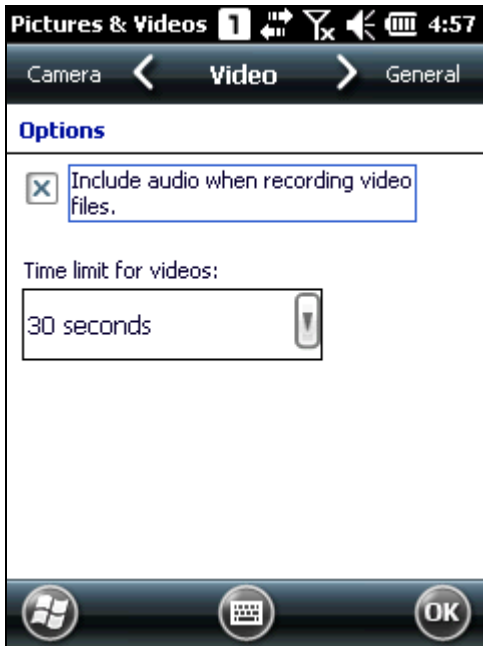 Pictures & Videos 1 4:57
Camera Video General
Options
Include audio when recording video
files.
Time limit for videos:
30 seconds
OK